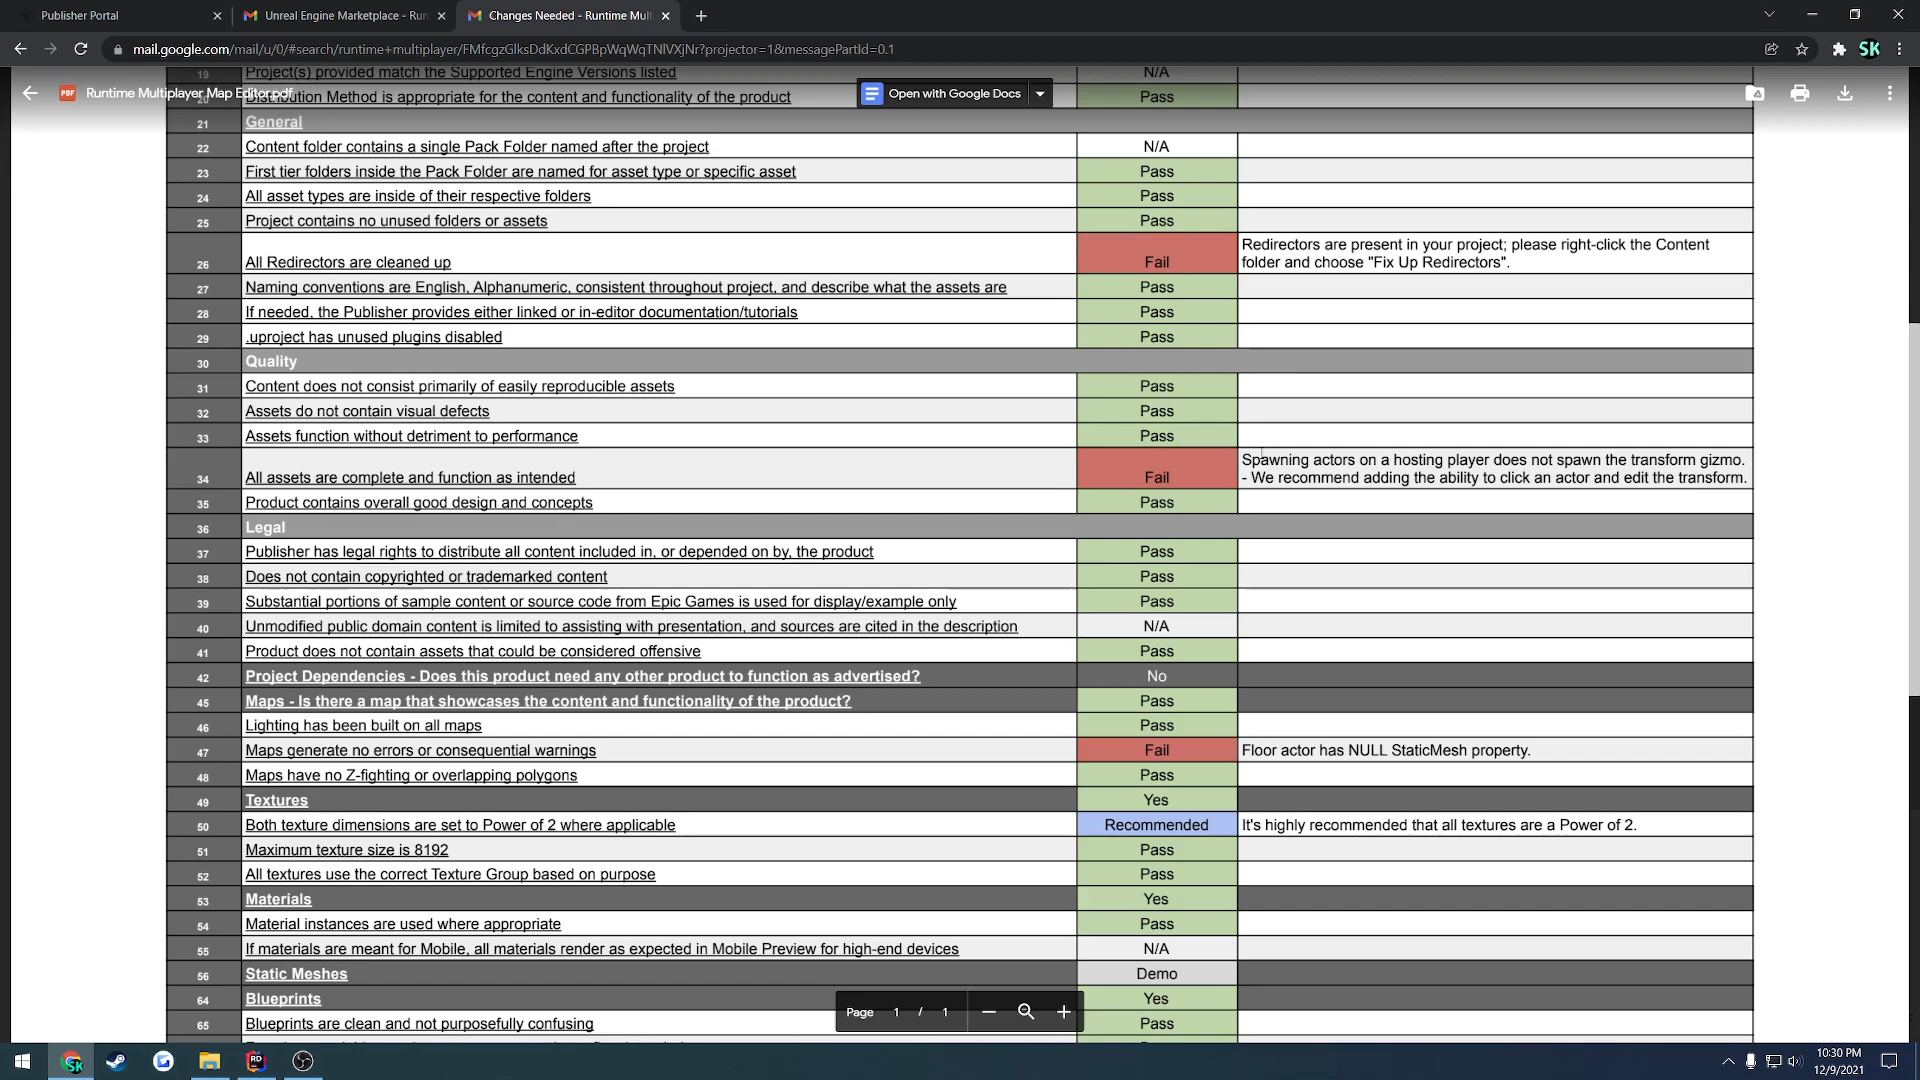 Publisher Portal
Unreal Engine Marketplace - Run
Changes Needed - Runtime Mult
mail.google.com/mail/u/0/#search/runtime+multiplayer/FMfcgzGlksDdKxdCGPBpWqWqTNlVXjNr?projector=1&messagePartId=0.1
SK
19 Project(s) provided match the Supported Engine Versions listed N/A
PDF Runtime Multiplayer Map Editor.pdf
Open with Google Docs
20 Distribution Method is appropriate for the content and functionality of the product Pass
21 General
22 Content folder contains a single Pack Folder named after the project N/A
23 First tier folders inside the Pack Folder are named for asset type or specific asset Pass
24 All asset types are inside of their respective folders Pass
25 Project contains no unused folders or assets Pass
Redirectors are present in your project; please right-click the Content
26 All Redirectors are cleaned up Fail folder and choose "Fix Up Redirectors".
27 Naming conventions are English, Alphanumeric, consistent throughout project, and describe what the assets are Pass
28 If needed, the Publisher provides either linked or in-editor documentation/tutorials Pass
29 .uproject has unused plugins disabled Pass
30 Quality
31 Content does not consist primarily of easily reproducible assets Pass
32 Assets do not contain visual defects Pass
33 Assets function without detriment to performance Pass
Spawning actors on a hosting player does not spawn the transform gizmo.
34 All assets are complete and function as intended Fail - We recommend adding the ability to click an actor and edit the transform.
35 Product contains overall good design and concepts Pass
36 Legal
37 Publisher has legal rights to distribute all content included in, or depended on by, the product Pass
38 Does not contain copyrighted or trademarked content Pass
39 Substantial portions of sample content or source code from Epic Games is used for display/example only Pass
40 Unmodified public domain content is limited to assisting with presentation, and sources are cited in the description N/A
41 Product does not contain assets that could be considered offensive Pass
42 Project Dependencies - Does this product need any other product to function as advertised? No
45 Maps - Is there a map that showcases the content and functionality of the product? Pass
46 Lighting has been built on all maps Pass
47 Maps generate no errors or consequential warnings Fail Floor actor has NULL StaticMesh property.
48 Maps have no Z-fighting or overlapping polygons Pass
49 Textures Yes
50 Both texture dimensions are set to Power of 2 where applicable Recommended It's highly recommended that all textures are a Power of 2.
51 Maximum texture size is 8192 Pass
52 All textures use the correct Texture Group based on purpose Pass
53 Materials Yes
54 Material instances are used where appropriate Pass
55 If materials are meant for Mobile, all materials render as expected in Mobile Preview for high-end devices N/A
56 Static Meshes Demo
64 Blueprints Yes
Page 1 / 1
65 Blueprints are clean and not purposefully confusing Pass
SK
RD
10:30 PM
12/9/2021